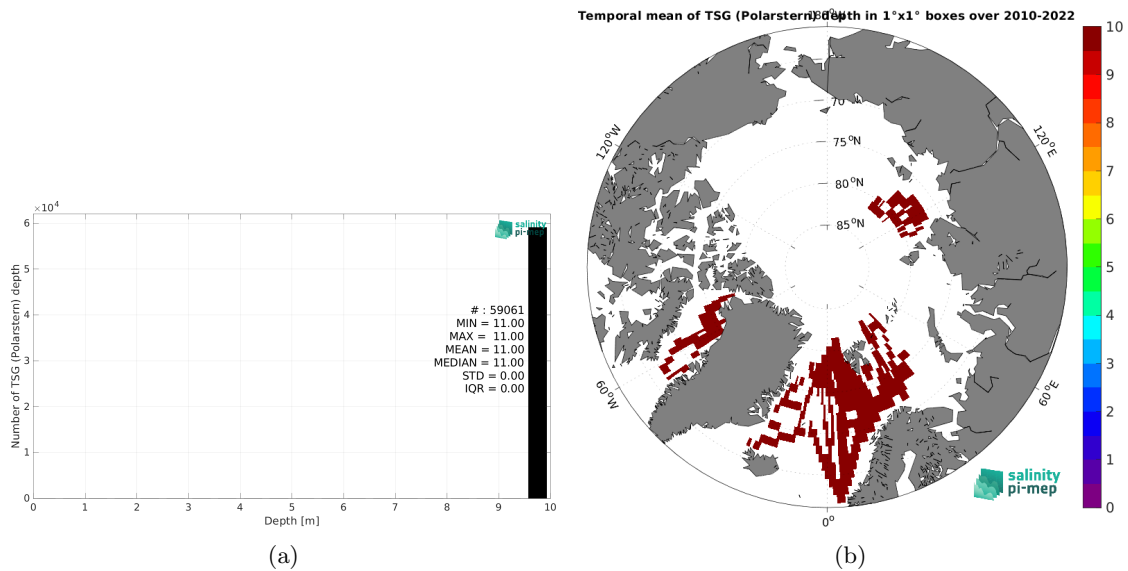 ×10⁴
6
5
4
3
2
1
0
Number of TSG (Polarstern) depth
salinity
pi-mep
# : 59061
MIN = 11.00
MAX = 11.00
MEAN = 11.00
MEDIAN = 11.00
STD = 0.00
IQR = 0.00
0 1 2 3 4 5 6 7 8 9 10
Depth [m]
(a)
Temporal mean of TSG (Polarstern) depth in 1°x1° boxes over 2010-2022
180°W
120°W
120°E
70°N
75°N
80°N
85°N
60°W
60°E
0°
10
9
8
7
6
5
4
3
2
1
0
salinity
pi-mep
(b)